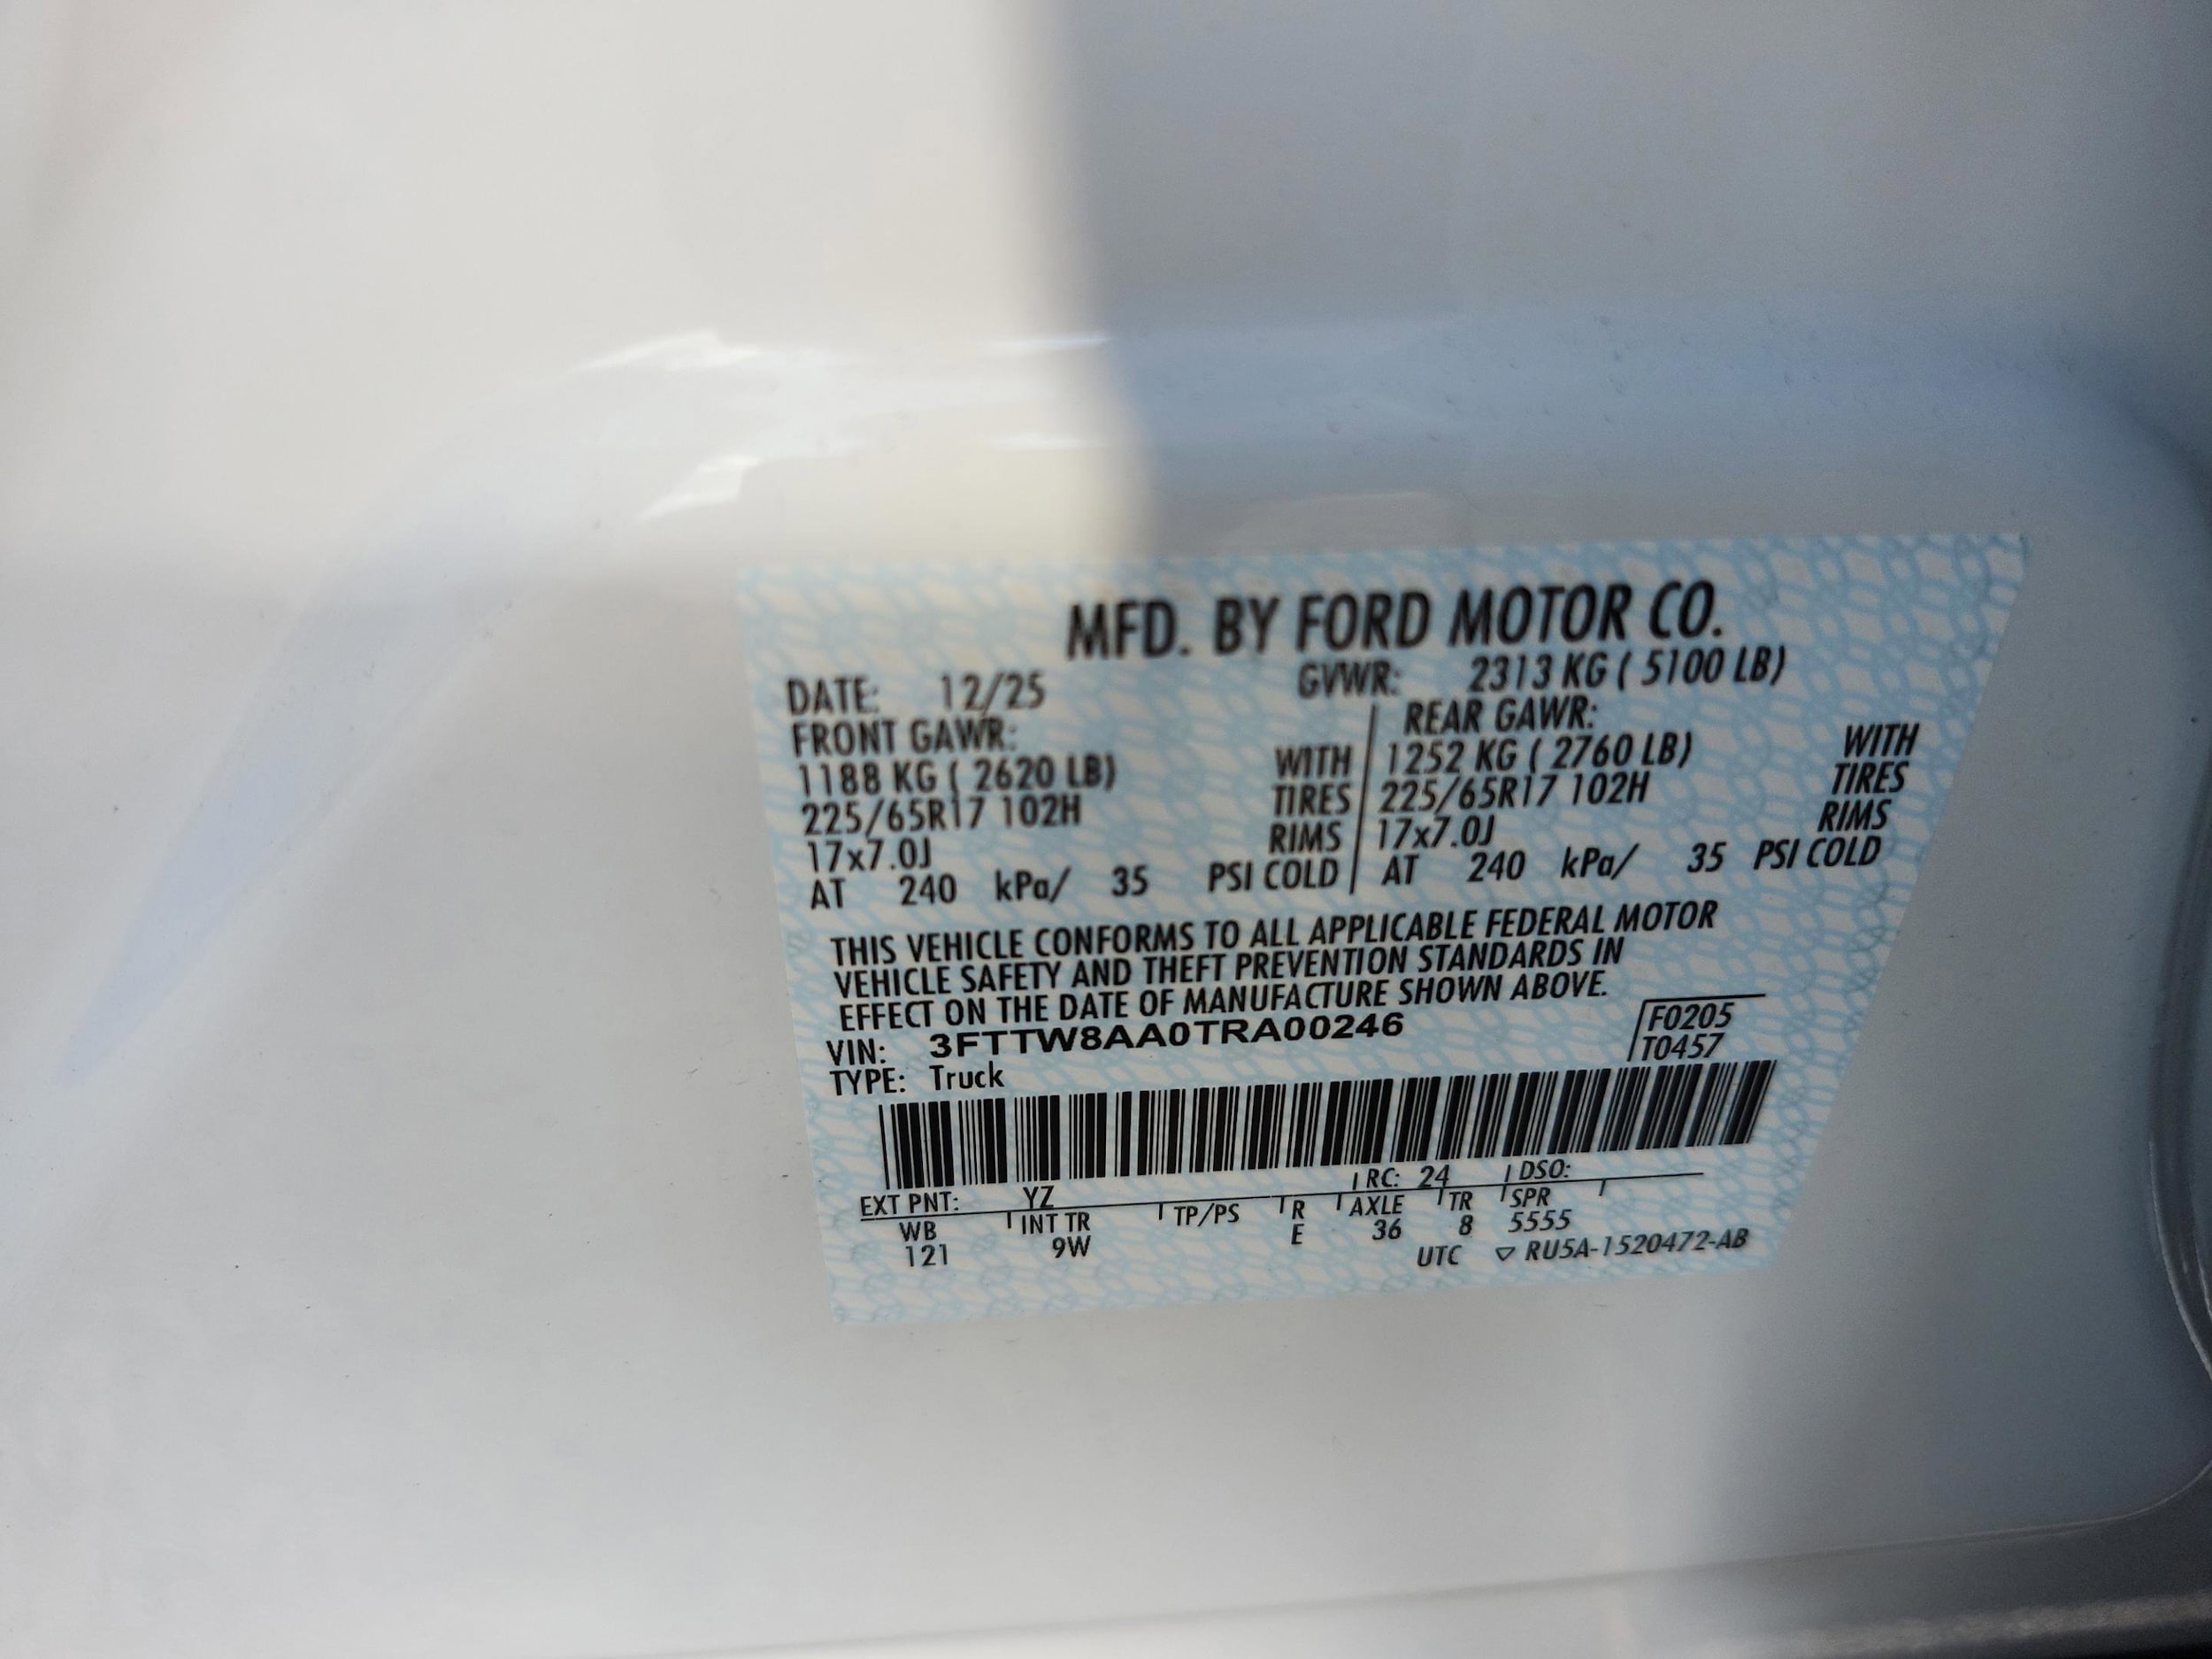 MFD. BY FORD MOTOR CO.
DATE: 12/25 GVWR: 2313 KG ( 5100 LB)
FRONT GAWR: REAR GAWR:
1188 KG ( 2620 LB) WITH 1252 KG ( 2760 LB) WITH
225/65R17 102H TIRES 225/65R17 102H TIRES
17x7.0J RIMS 17x7.0J RIMS
AT 240 kPa/ 35 PSI COLD AT 240 kPa/ 35 PSI COLD
THIS VEHICLE CONFORMS TO ALL APPLICABLE FEDERAL MOTOR
VEHICLE SAFETY AND THEFT PREVENTION STANDARDS IN
EFFECT ON THE DATE OF MANUFACTURE SHOWN ABOVE.
VIN: 3FTTW8AA0TRA00246 F0205
TYPE: Truck T0457
EXT PNT: YZ RC: 24 DSO:
WB INT TR TP/PS R AXLE TR SPR
121 9W E 36 8 5555
UTC ▽ RU5A-1520472-AB